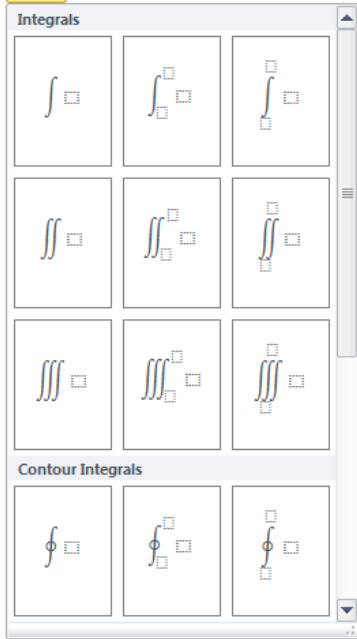 Integrals
∫ ∫ ∫
∬ ∬ ∬
∭ ∭ ∭
Contour Integrals
∮ ∮ ∮